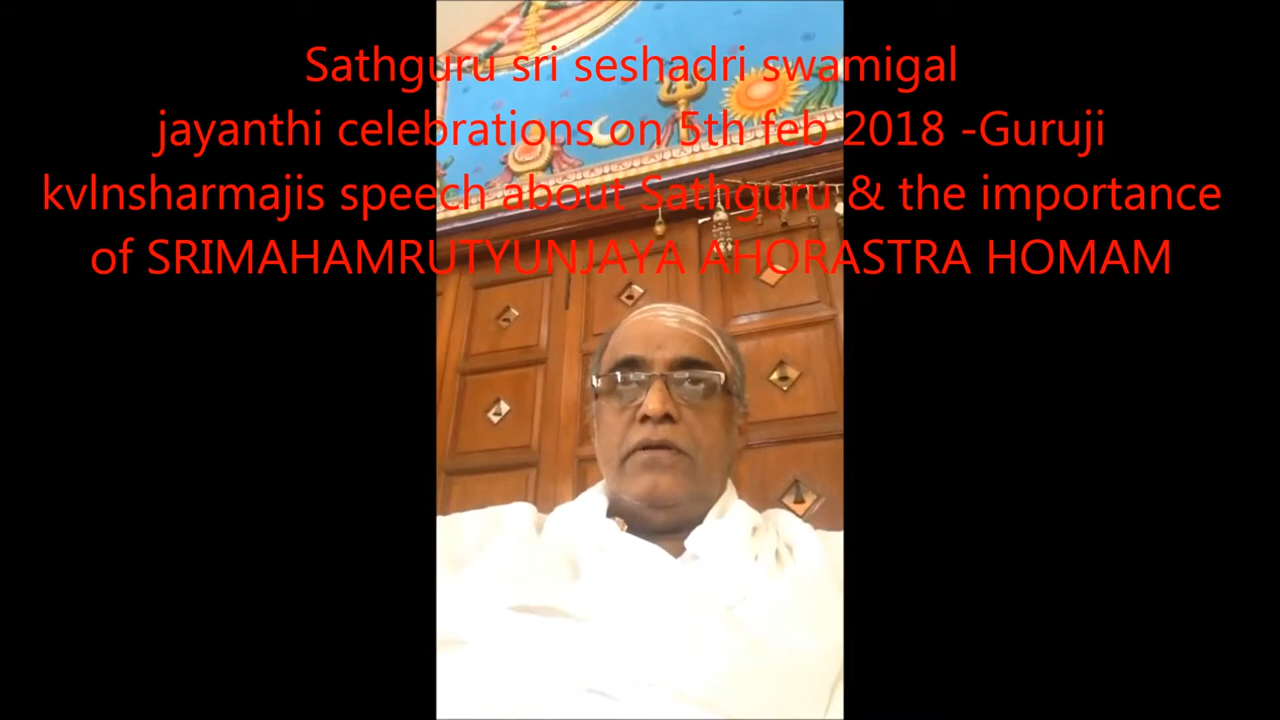 Sathguru sri seshadri swamigal
jayanthi celebrations on 5th feb 2018 -Guruji
kvlnsharmajis speech about Sathguru & the importance
of SRIMAHAMRUTYUNJAYA AHORASTRA HOMAM